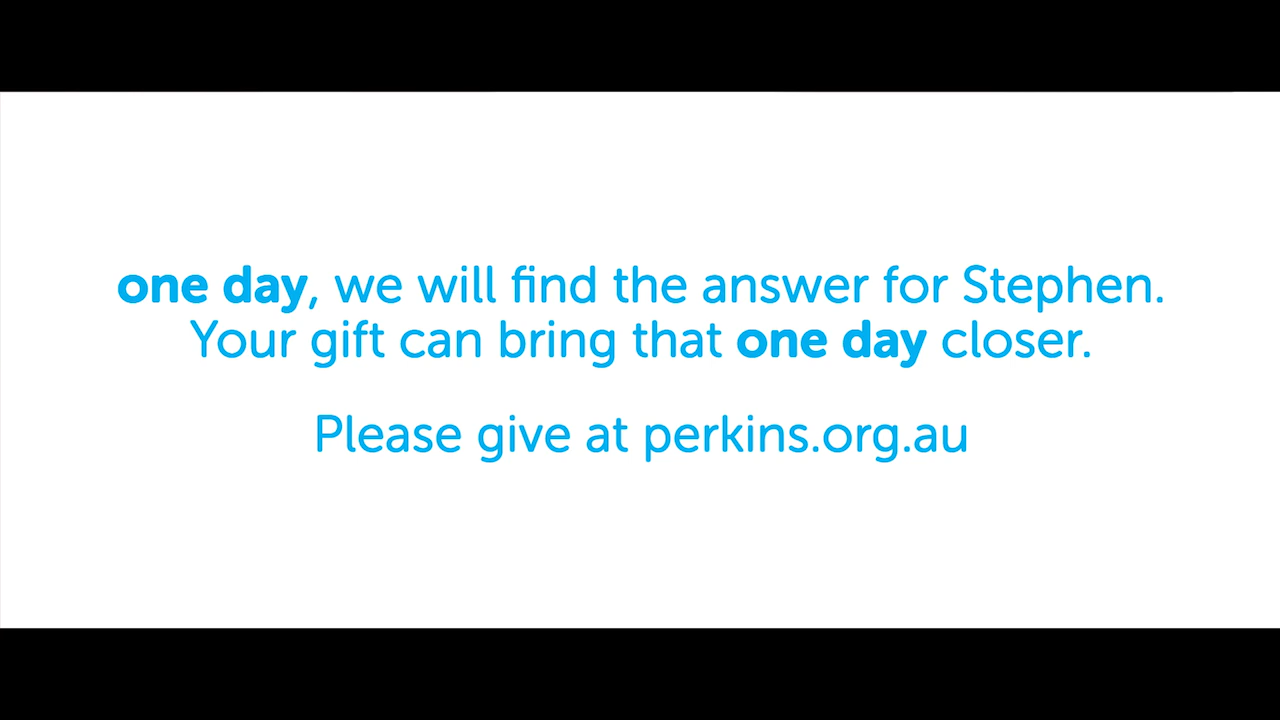 one day, we will find the answer for Stephen.
Your gift can bring that one day closer.
Please give at perkins.org.au